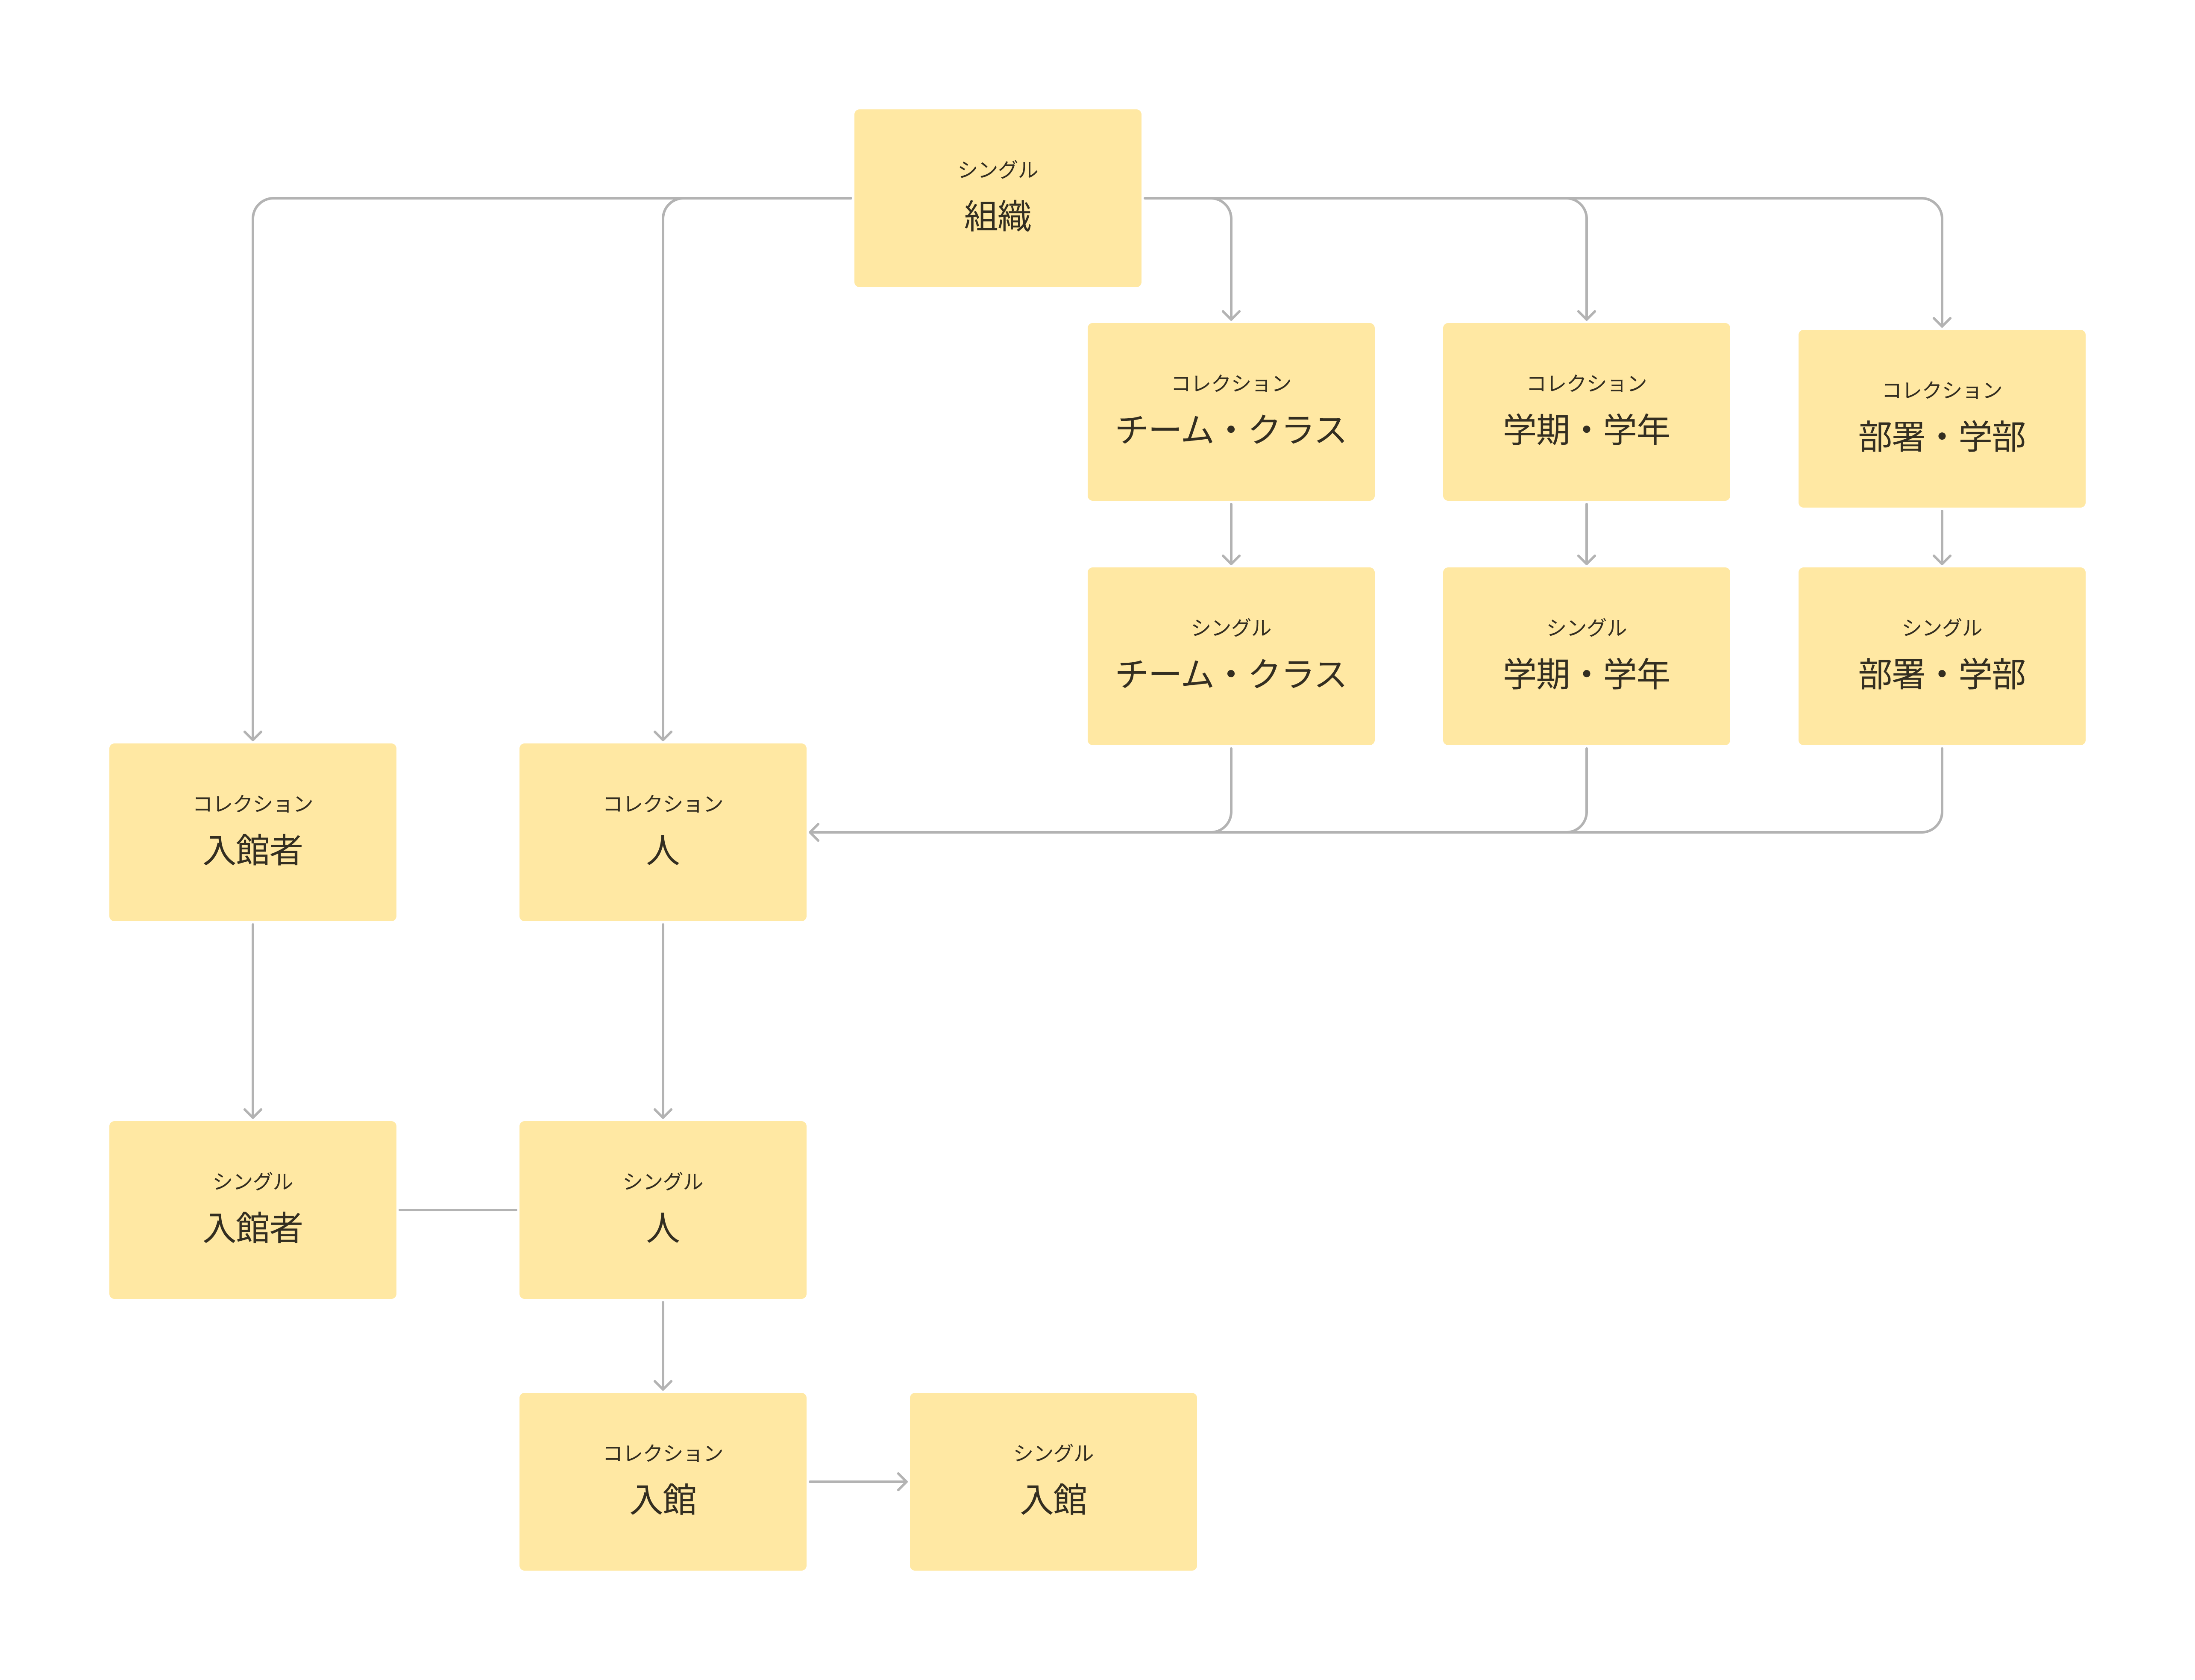 シングル
組織
コレクション
チーム・クラス
コレクション
学期・学年
コレクション
部署・学部
シングル
チーム・クラス
シングル
学期・学年
シングル
部署・学部
コレクション
入館者
コレクション
人
シングル
入館者
シングル
人
コレクション
入館
シングル
入館